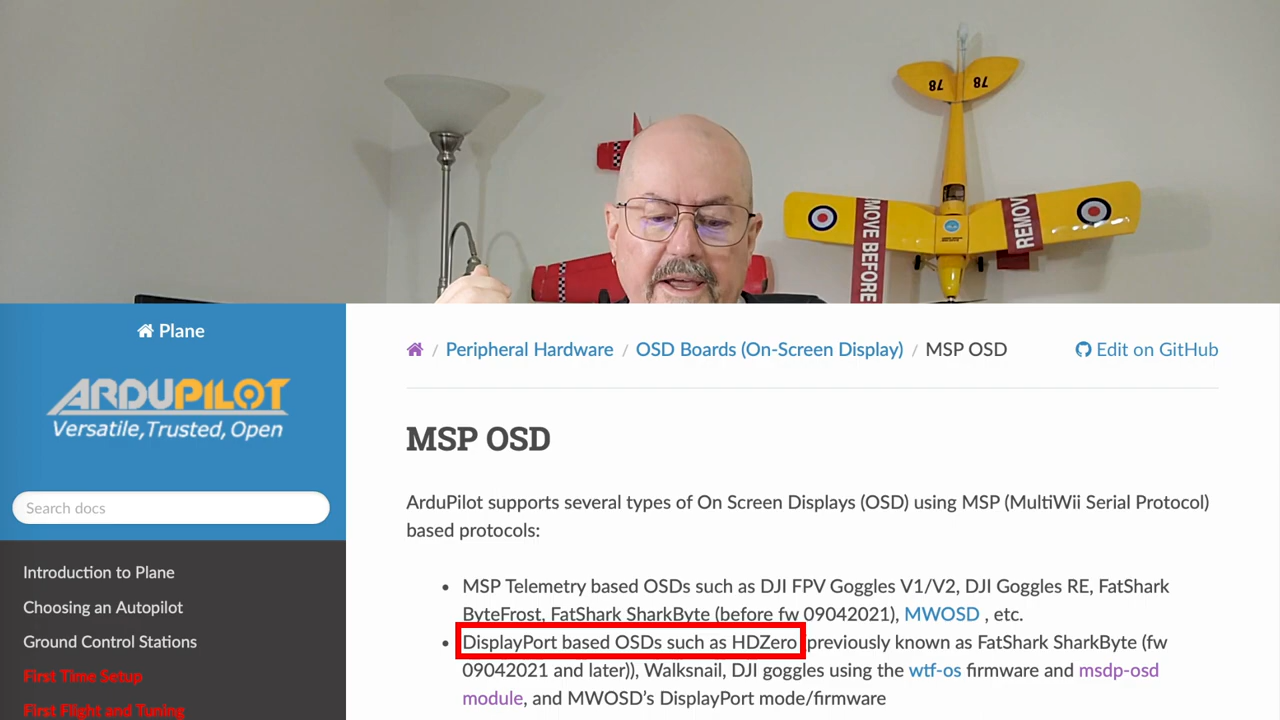 78 78
MOVE BEFORE
REMOV
Plane
ARDUPILOT
Versatile,Trusted,Open
Search docs
Introduction to Plane
Choosing an Autopilot
Ground Control Stations
First Time Setup
First Flight and Tuning
/ Peripheral Hardware / OSD Boards (On-Screen Display) / MSP OSD
Edit on GitHub
MSP OSD
ArduPilot supports several types of On Screen Displays (OSD) using MSP (MultiWii Serial Protocol)
based protocols:
• MSP Telemetry based OSDs such as DJI FPV Goggles V1/V2, DJI Goggles RE, FatShark
ByteFrost, FatShark SharkByte (before fw 09042021), MWOSD , etc.
• DisplayPort based OSDs such as HDZero previously known as FatShark SharkByte (fw
09042021 and later)), Walksnail, DJI goggles using the wtf-os firmware and msdp-osd
module, and MWOSD's DisplayPort mode/firmware